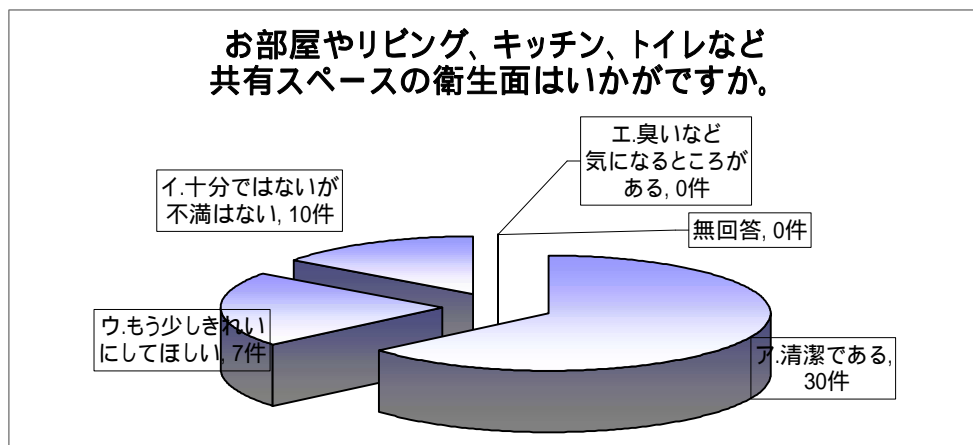 お部屋やリビング、キッチン、トイレなど
共有スペースの衛生面はいかがですか。
エ.臭いなど
気になるところが
ある, 0件
イ.十分ではないが
不満はない, 10件
無回答, 0件
ウ.もう少しきれい
にしてほしい, 7件
ア.清潔である,
30件